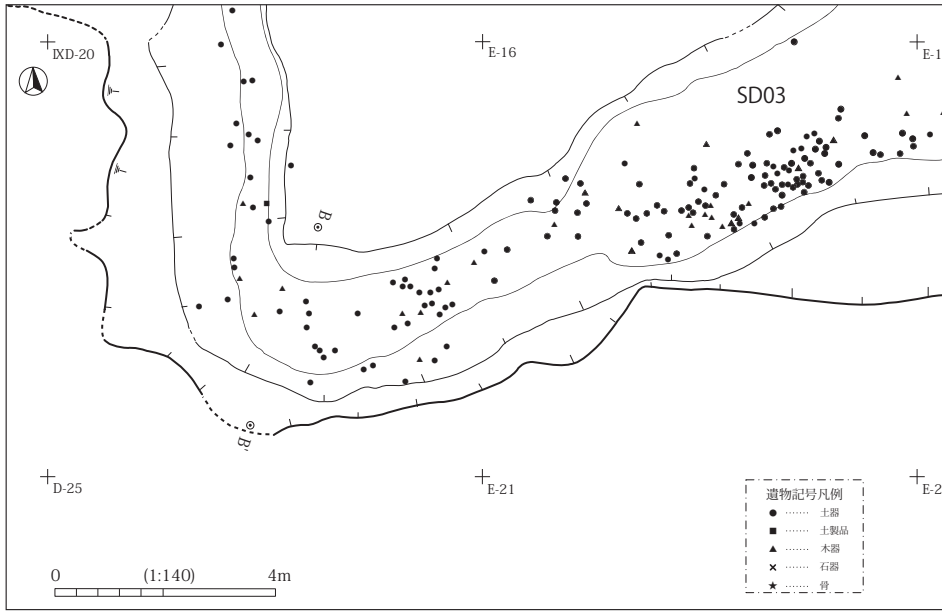 IXD-20
E-16
E-1
SD03
B
B'
D-25
E-21
E-2
遺物記号凡例
● ……… 土器
■ ……… 土製品
▲ ……… 木器
× ……… 石器
★ ……… 骨
0 (1:140) 4m